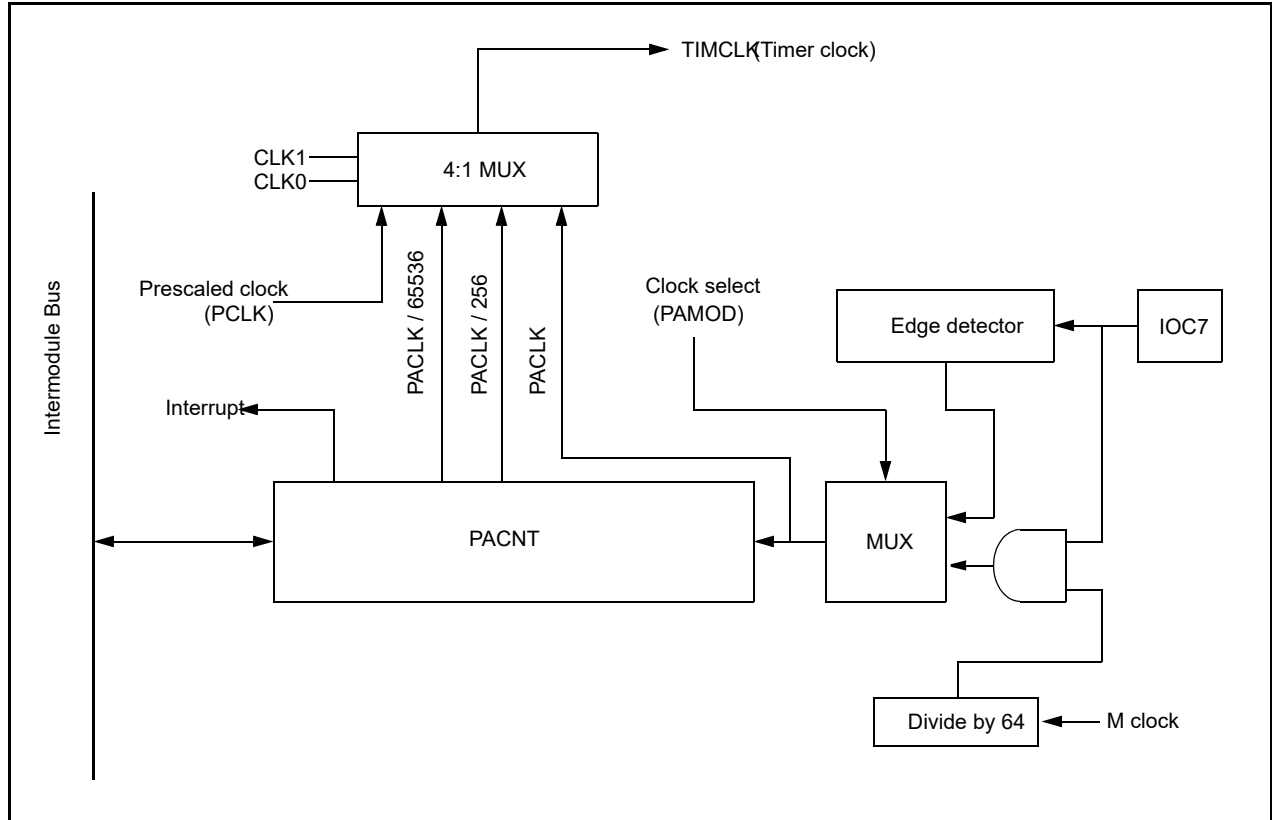 TIMCLK (Timer clock)
CLK1
CLK0
4:1 MUX
Intermodule Bus
Prescaled clock
(PCLK)
PACLK / 65536
PACLK / 256
PACLK
Clock select
(PAMOD)
Edge detector
IOC7
Interrupt
PACNT
MUX
Divide by 64
M clock